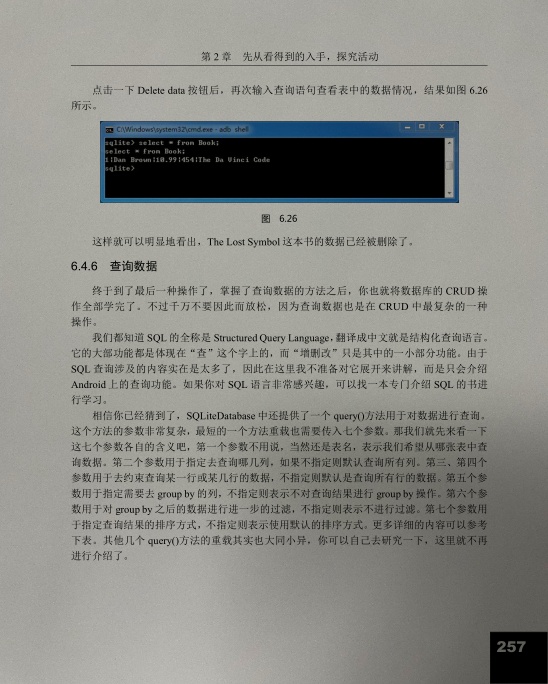 第 2 章 先从看得到的入手，探究活动
点击一下 Delete data 按钮后，再次输入查询语句查看表中的数据情况，结果如图 6.26
所示。
C:\Windows\system32\cmd.exe - adb shell
sqlite> select * from Book;
select * from Book;
1|Dan Brown|10.99|454|The Da Vinci Code
sqlite>
图 6.26
这样就可以明显地看出，The Lost Symbol 这本书的数据已经被删除了。
6.4.6 查询数据
终于到了最后一种操作了，掌握了查询数据的方法之后，你也就将数据库的 CRUD 操
作全部学完了。不过千万不要因此而放松，因为查询数据也是在 CRUD 中最复杂的一种
操作。
我们都知道 SQL 的全称是 Structured Query Language，翻译成中文就是结构化查询语言。
它的大部功能都是体现在“查”这个字上的，而“增删改”只是其中的一小部分功能。由于
SQL 查询涉及的内容实在是太多了，因此在这里我不准备对它展开来讲解，而是只会介绍
Android 上的查询功能。如果你对 SQL 语言非常感兴趣，可以找一本专门介绍 SQL 的书进
行学习。
相信你已经猜到了，SQLiteDatabase 中还提供了一个 query()方法用于对数据进行查询。
这个方法的参数非常复杂，最短的一个方法重载也需要传入七个参数。那我们就先来看一下
这七个参数各自的含义吧，第一个参数不用说，当然还是表名，表示我们希望从哪张表中查
询数据。第二个参数用于指定去查询哪几列，如果不指定则默认查询所有列。第三、第四个
参数用于去约束查询某一行或某几行的数据，不指定则默认是查询所有行的数据。第五个参
数用于指定需要去 group by 的列，不指定则表示不对查询结果进行 group by 操作。第六个参
数用于对 group by 之后的数据进行进一步的过滤，不指定则表示不进行过滤。第七个参数用
于指定查询结果的排序方式，不指定则表示使用默认的排序方式。更多详细的内容可以参考
下表。其他几个 query()方法的重载其实也大同小异，你可以自己去研究一下，这里就不再
进行介绍了。
257